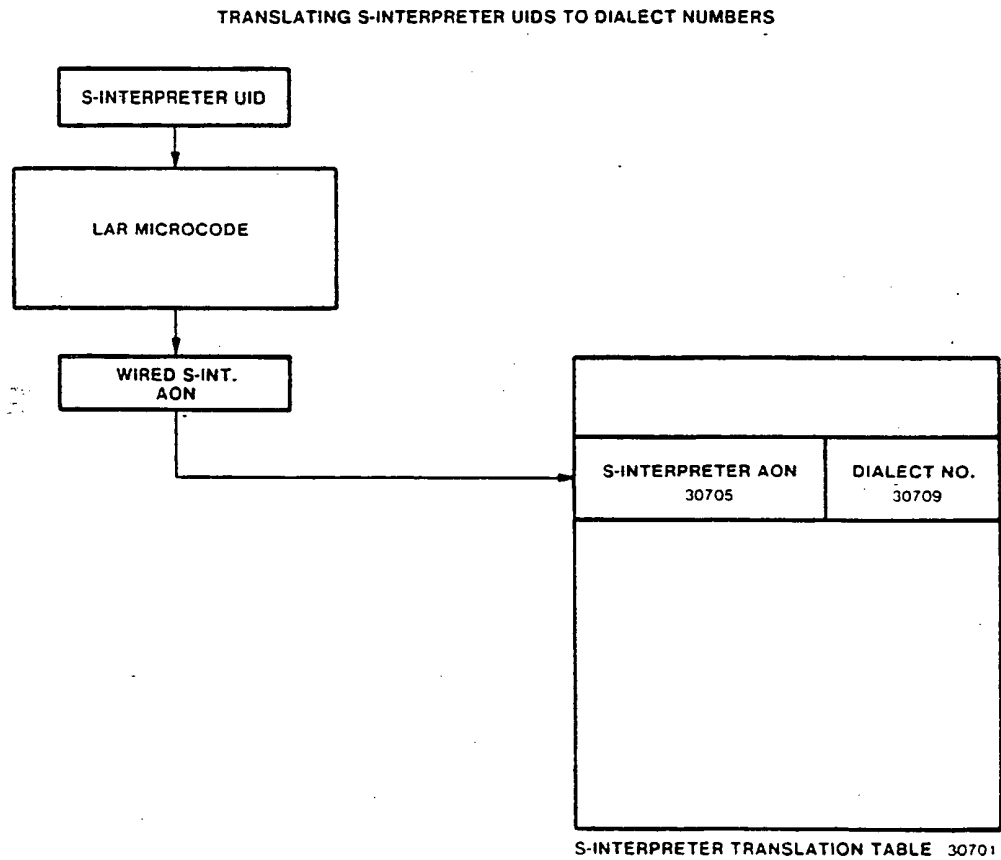 TRANSLATING S-INTERPRETER UIDS TO DIALECT NUMBERS
S-INTERPRETER UID
LAR MICROCODE
WIRED S-INT.
AON
S-INTERPRETER AON
30705
DIALECT NO.
30709
S-INTERPRETER TRANSLATION TABLE 30701